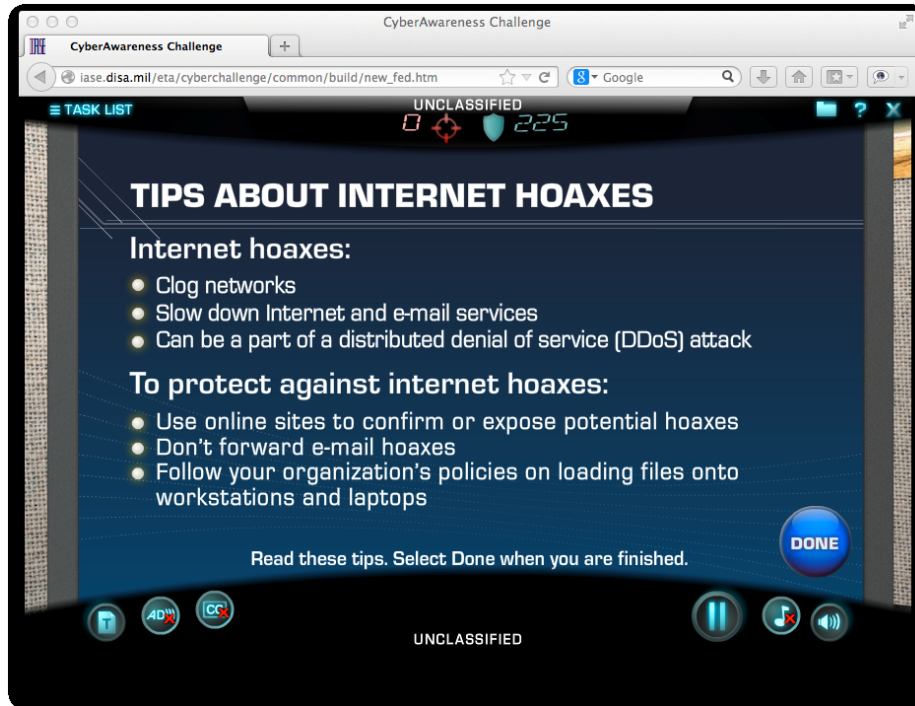 CyberAwareness Challenge
CyberAwareness Challenge
iase.disa.mil/eta/cyberchallenge/common/build/new_fed.htm
Google
TASK LIST
UNCLASSIFIED
0 225
TIPS ABOUT INTERNET HOAXES
Internet hoaxes:
Clog networks
Slow down Internet and e-mail services
Can be a part of a distributed denial of service (DDoS) attack
To protect against internet hoaxes:
Use online sites to confirm or expose potential hoaxes
Don't forward e-mail hoaxes
Follow your organization's policies on loading files onto
workstations and laptops
DONE
Read these tips. Select Done when you are finished.
T
AD
CC
UNCLASSIFIED